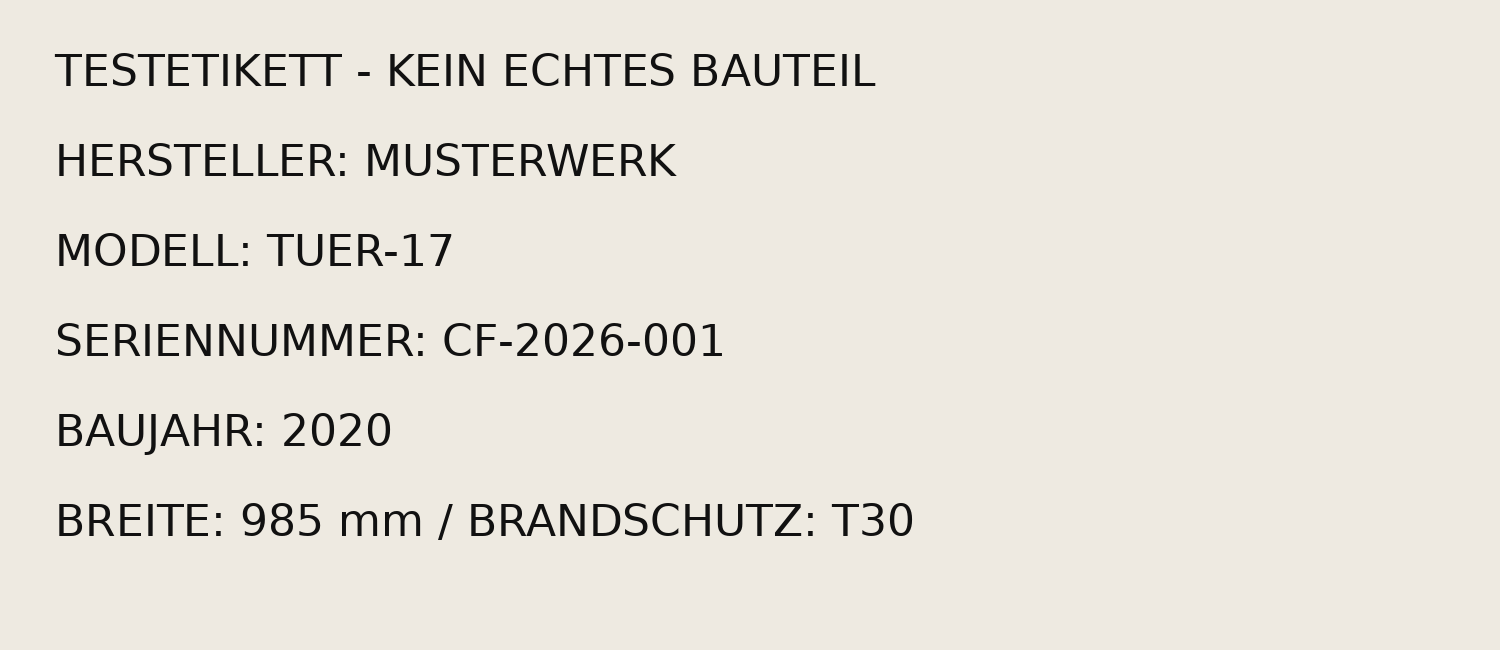 TESTETIKETT - KEIN ECHTES BAUTEIL
HERSTELLER: MUSTERWERK
MODELL: TUER-17
SERIENNUMMER: CF-2026-001
BAUJAHR: 2020
BREITE: 985 mm / BRANDSCHUTZ: T30